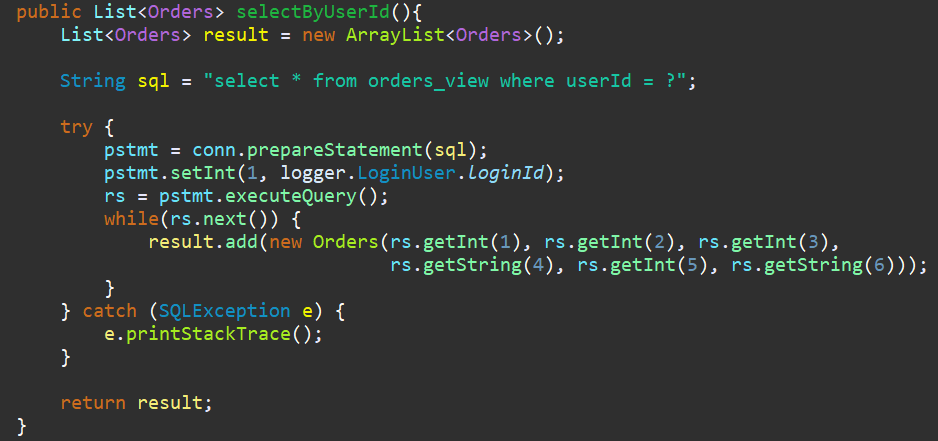 public List<Orders> selectByUserId(){
    List<Orders> result = new ArrayList<Orders>();
    String sql = "select * from orders_view where userId = ?";
    try {
        pstmt = conn.prepareStatement(sql);
        pstmt.setInt(1, logger.LoginUser.loginId);
        rs = pstmt.executeQuery();
        while(rs.next()) {
            result.add(new Orders(rs.getInt(1), rs.getInt(2), rs.getInt(3),
                                  rs.getString(4), rs.getInt(5), rs.getString(6)));
        }
    } catch (SQLException e) {
        e.printStackTrace();
    }
    return result;
}